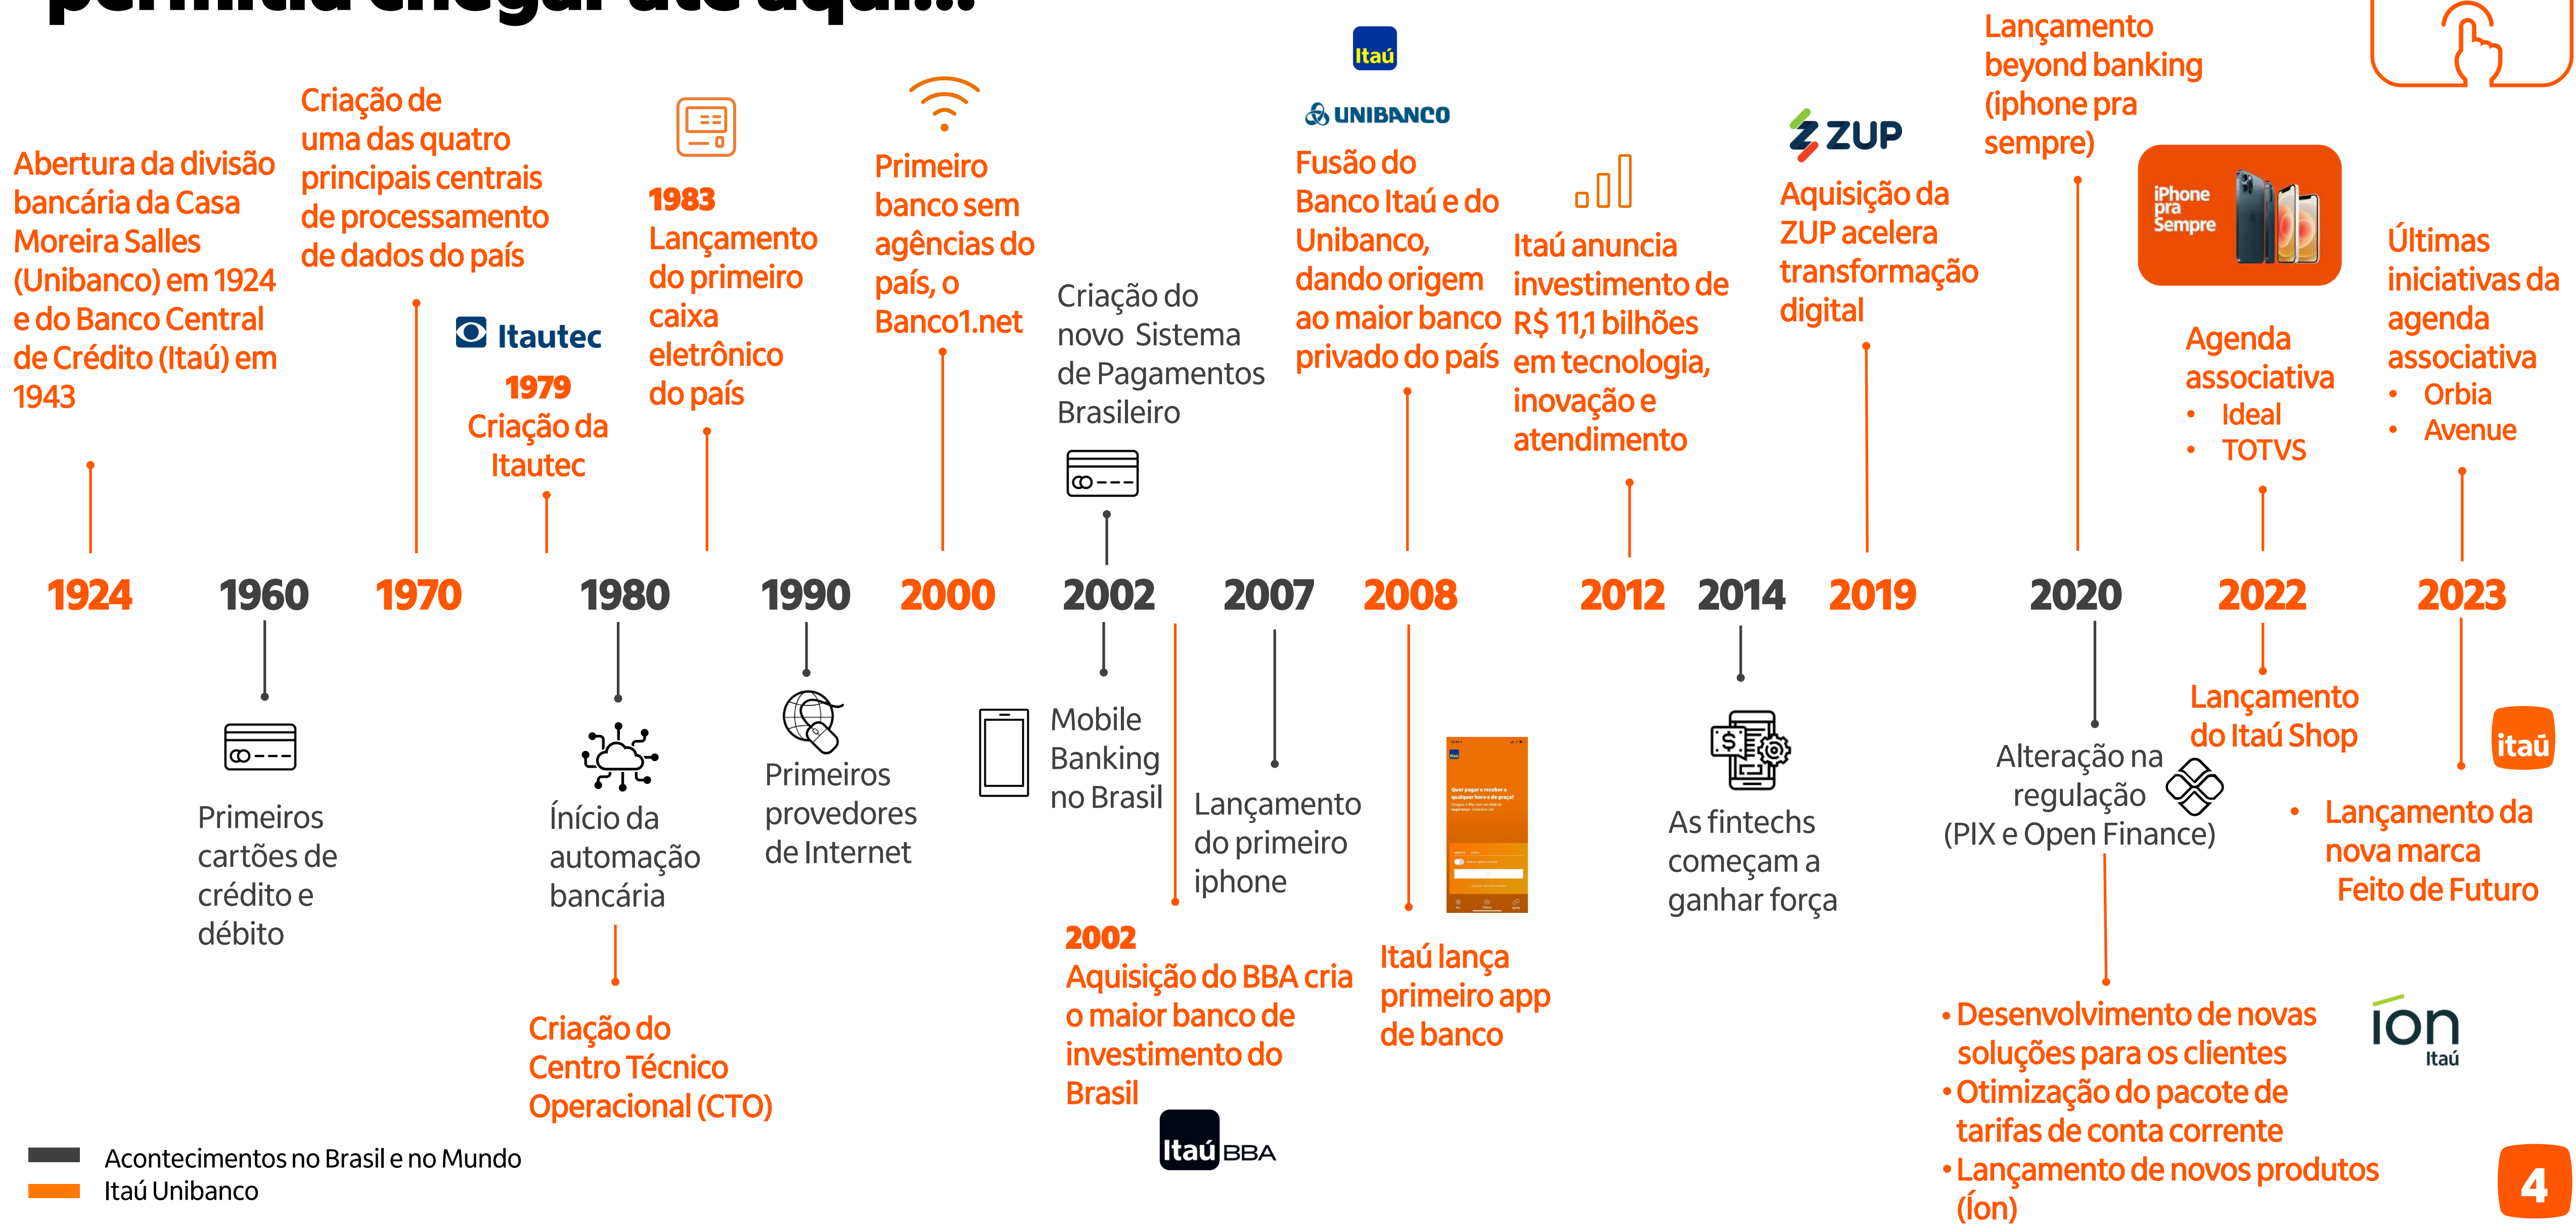 permitiu chegar até aqui...
Abertura da divisão
bancária da Casa
Moreira Salles
(Unibanco) em 1924
e do Banco Central
de Crédito (Itaú) em
1943
Criação de
uma das quatro
principais centrais
de processamento
de dados do país
Itautec
1979
Criação da
Itautec
1983
Lançamento
do primeiro
caixa
eletrônico
do país
Primeiro
banco sem
agências do
país, o
Banco1.net
Criação do
novo Sistema
de Pagamentos
Brasileiro
Itaú
UNIBANCO
Fusão do
Banco Itaú e do
Unibanco,
dando origem
ao maior banco
privado do país
Itaú anuncia
investimento de
R$ 11,1 bilhões
em tecnologia,
inovação e
atendimento
ZUP
Aquisição da
ZUP acelera
transformação
digital
Lançamento
beyond banking
(iphone pra
sempre)
iPhone
pra
Sempre
Agenda
associativa
• Ideal
• TOTVS
Últimas
iniciativas da
agenda
associativa
• Orbia
• Avenue
1924 1960 1970 1980 1990 2000 2002 2007 2008 2012 2014 2019 2020 2022 2023
Primeiros
cartões de
crédito e
débito
Início da
automação
bancária
Criação do
Centro Técnico
Operacional (CTO)
Primeiros
provedores
de Internet
Mobile
Banking
no Brasil
2002
Aquisição do BBA cria
o maior banco de
investimento do
Brasil
Itaú BBA
Lançamento
do primeiro
iphone
Quer pagar e receber a
qualquer hora e de graça?
Itaú lança
primeiro app
de banco
As fintechs
começam a
ganhar força
Alteração na
regulação
(PIX e Open Finance)
• Desenvolvimento de novas
soluções para os clientes
• Otimização do pacote de
tarifas de conta corrente
• Lançamento de novos produtos
(Íon)
Lançamento
do Itaú Shop
itaú
• Lançamento da
nova marca
Feito de Futuro
íon
Itaú
Acontecimentos no Brasil e no Mundo
Itaú Unibanco
4